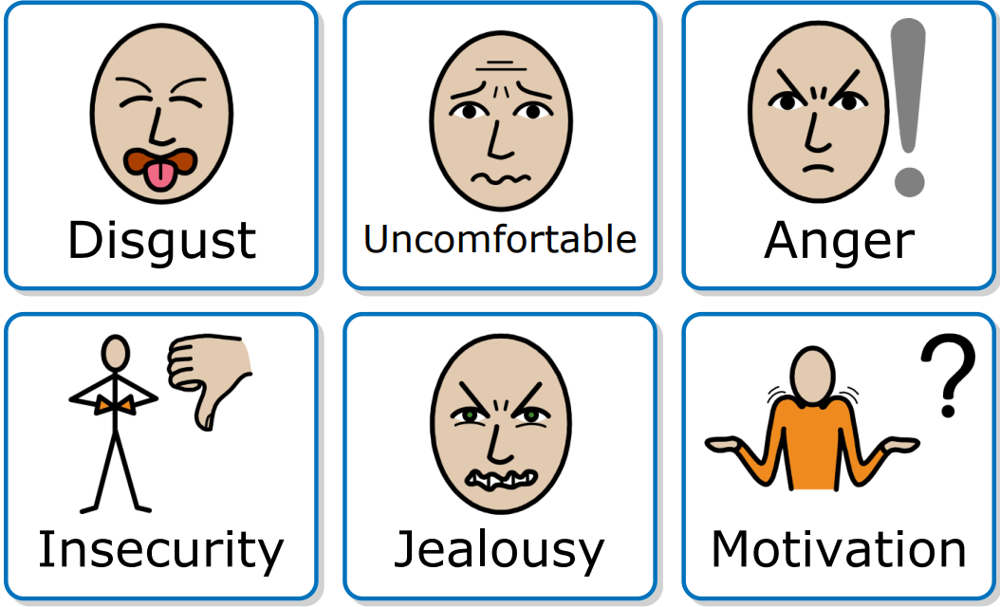 Disgust
Uncomfortable
Anger
?
Insecurity
Jealousy
Motivation